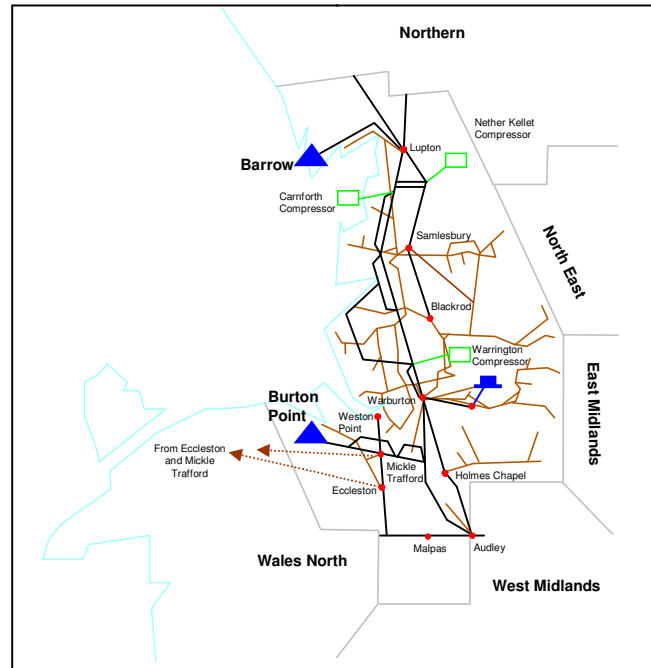 Northern
Nether Kellet
Compressor
Lupton
Barrow
Carnforth
Compressor
Samlesbury
North East
Blackrod
Warrington
Compressor
East Midlands
Burton
Point
Warburton
Weston
Point
From Eccleston
and Mickle
Trafford
Mickle
Trafford
Holmes Chapel
Eccleston
Malpas
Audley
Wales North
West Midlands